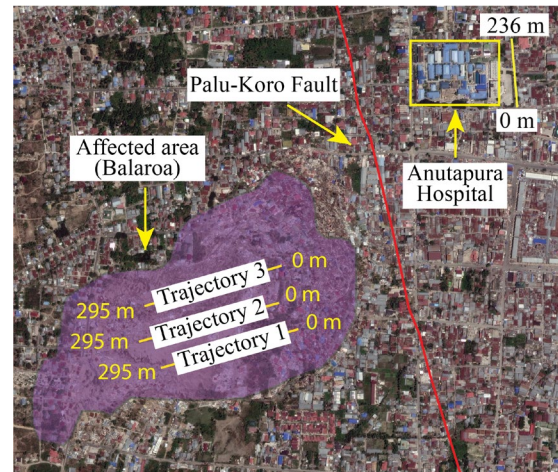 236 m
Palu-Koro Fault
0 m
Affected area
(Balaroa)
Anutapura
Hospital
Trajectory 3
0 m
295 m
Trajectory 2
0 m
295 m
Trajectory 1
0 m
295 m